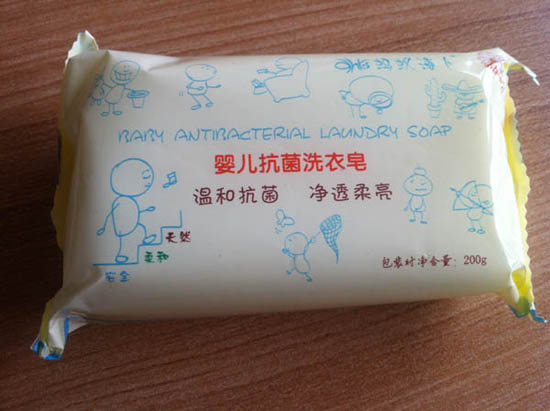 BABY ANTIBACTERIAL LAUNDRY SOAP
婴儿抗菌洗衣皂
温和抗菌 净透柔亮
天然
柔和
安全
包装时净含量: 200g